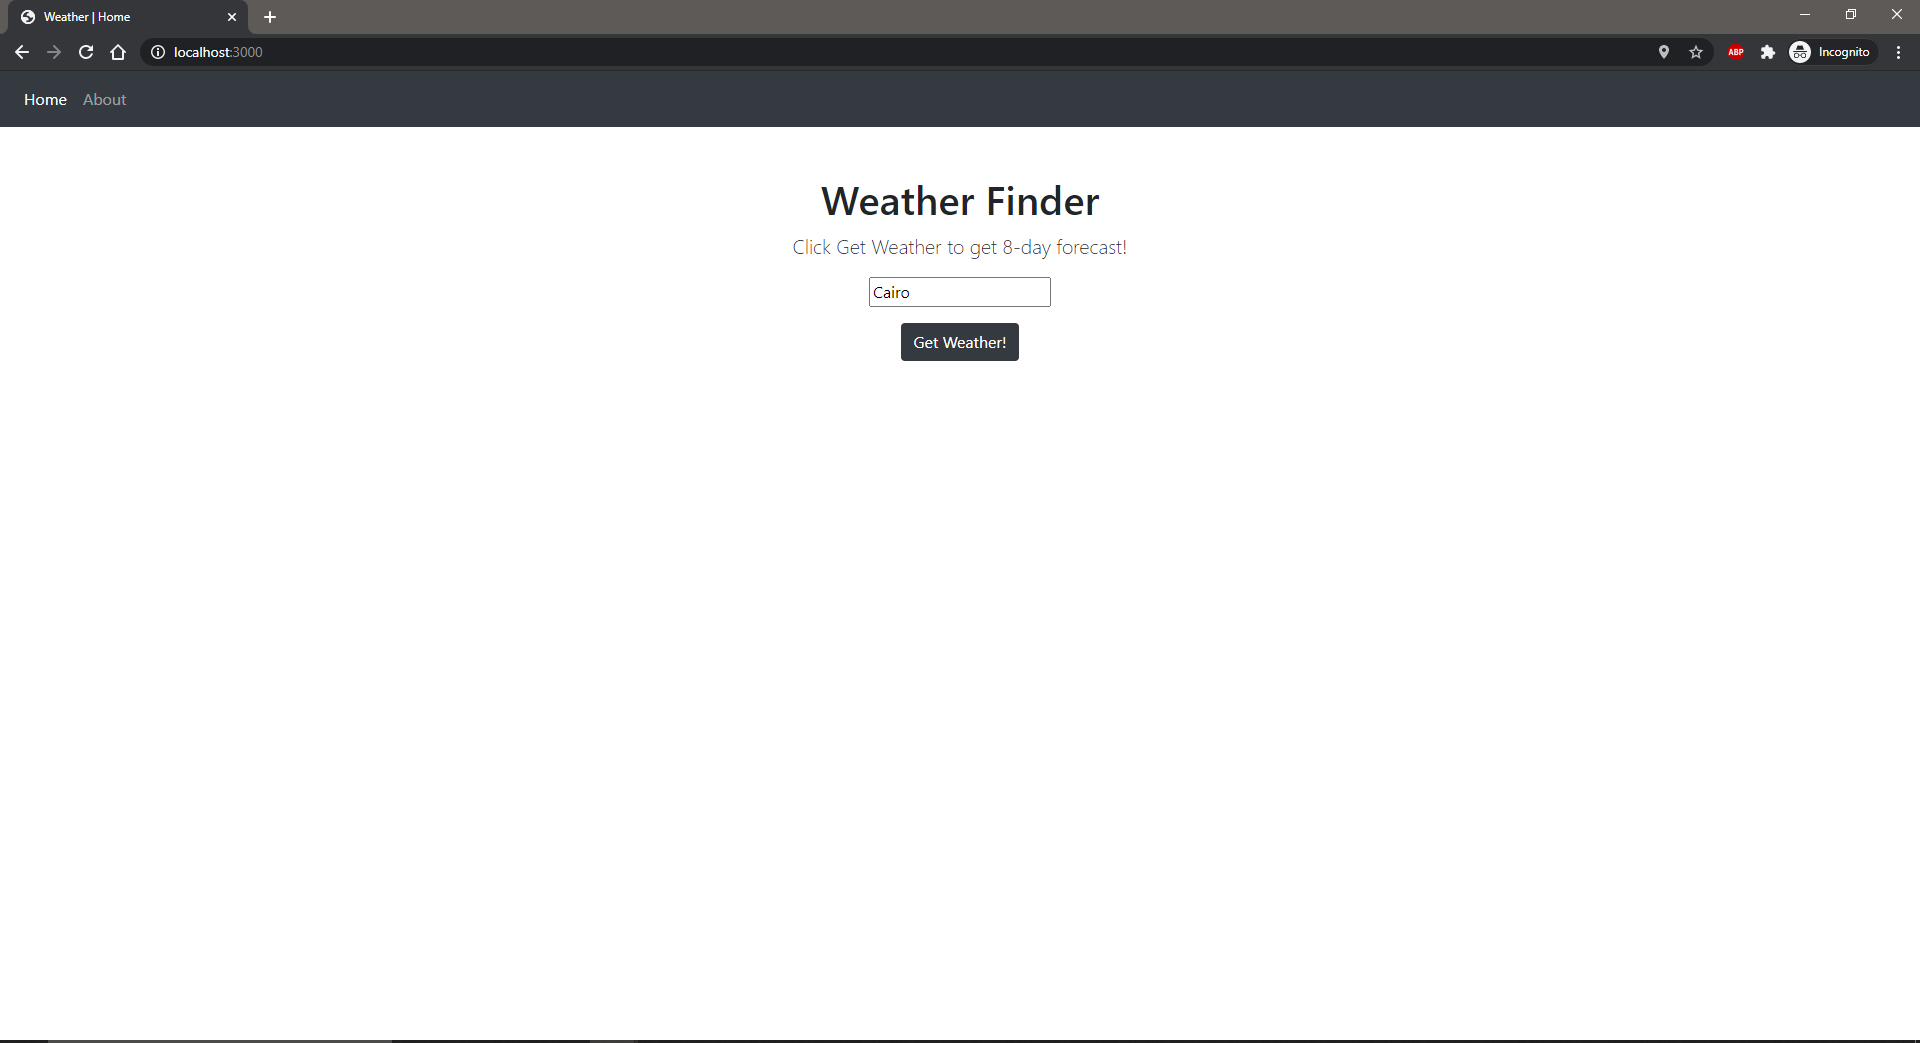 Weather | Home
localhost:3000
ABP
Incognito
Home About
Weather Finder
Click Get Weather to get 8-day forecast!
Cairo
Get Weather!